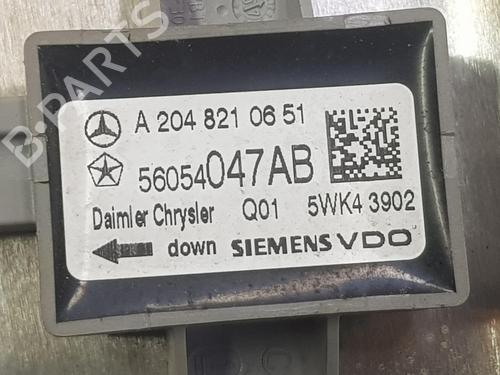 A 204 821 06 51
56054047AB
Daimler Chrysler Q01 5WK4 3902
down SIEMENS VDO
B-PARTS